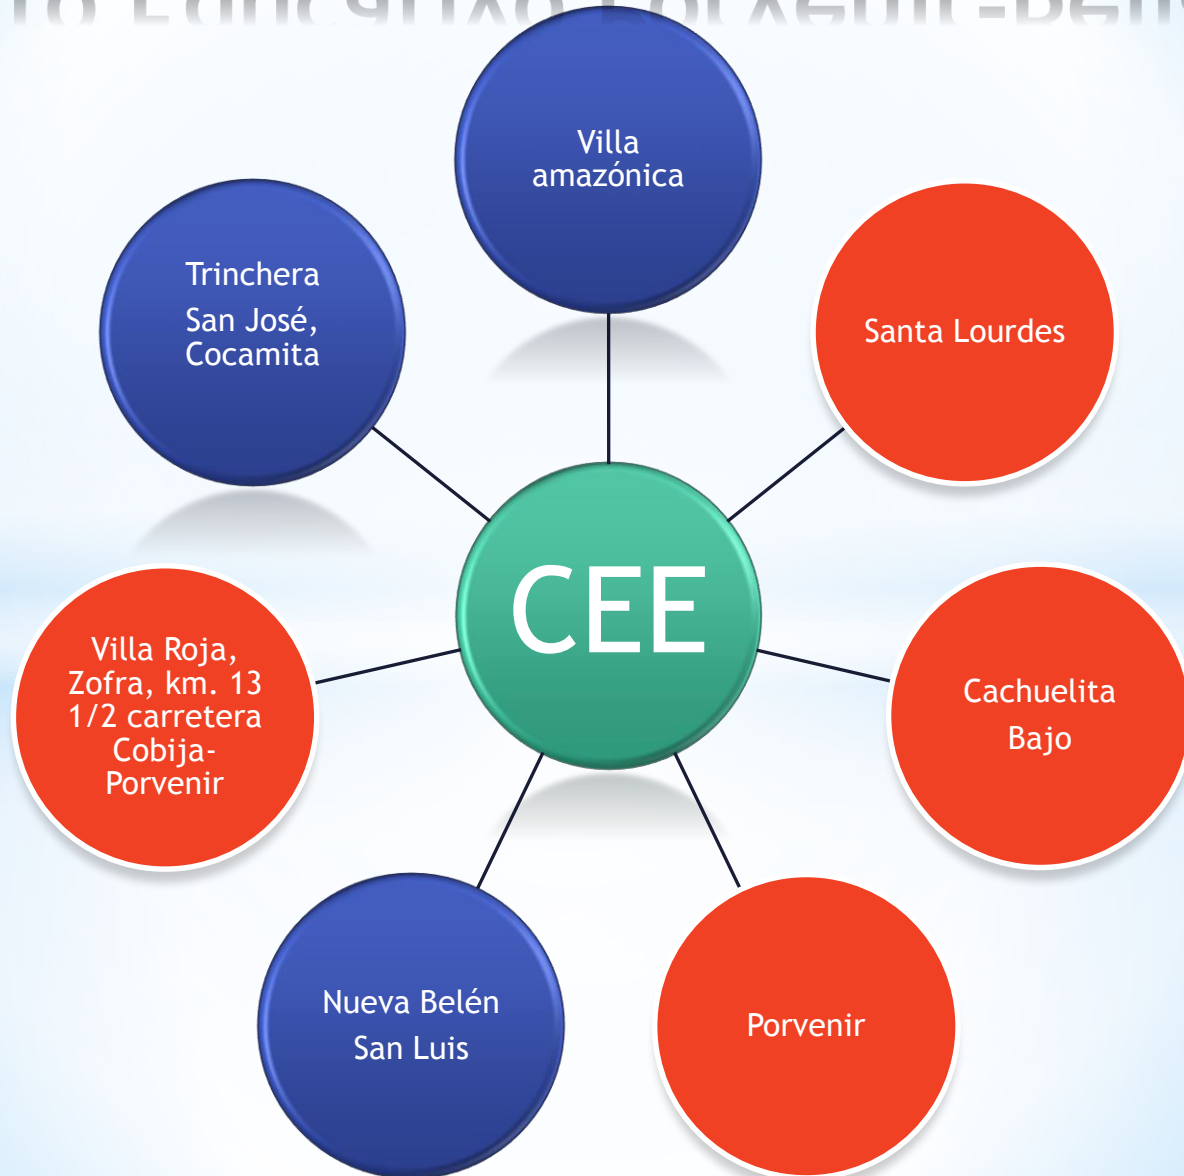 Villa
amazónica
Trinchera
San José,
Cocamita
Santa Lourdes
CEE
Villa Roja,
Zofra, km. 13
1/2 carretera
Cobija-
Porvenir
Cachuelita
Bajo
Nueva Belén
San Luis
Porvenir